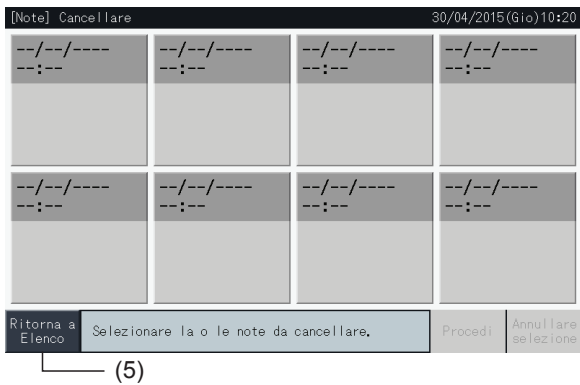 [Note] Cancellare 30/04/2015(Gio)10:20
--/--/---- --/--/---- --/--/---- --/--/----
--:-- --:-- --:-- --:--
--/--/---- --/--/---- --/--/---- --/--/----
--:-- --:-- --:-- --:--
Ritorna a Elenco Selezionare la o le note da cancellare. Procedi Annullare selezione
(5)